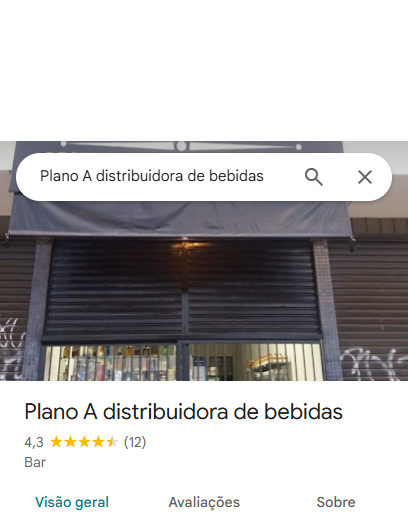 Plano A distribuidora de bebidas
Plano A distribuidora de bebidas
4,3 (12)
Bar
Visão geral Avaliações Sobre